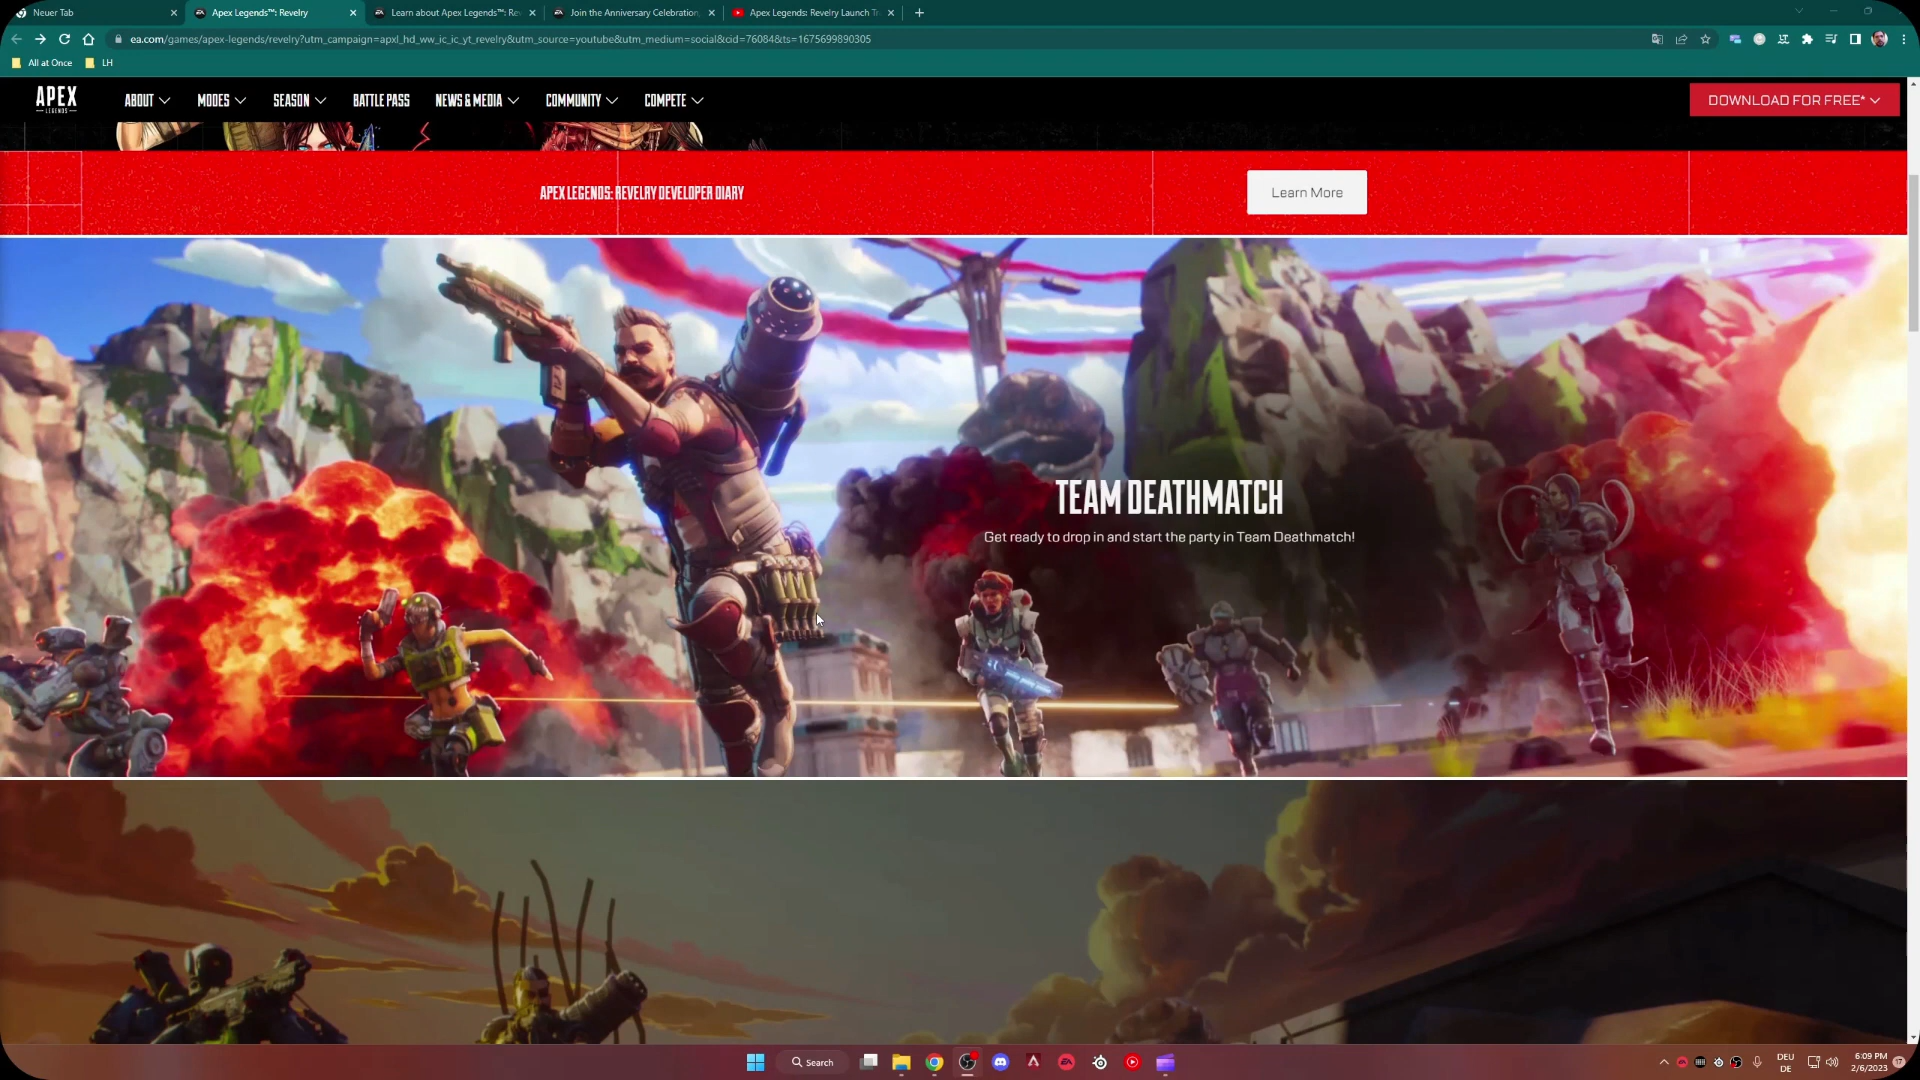 Neuer Tab
Apex Legends™: Revelry
Learn about Apex Legends™: Re
Join the Anniversary Celebration
Apex Legends: Revelry Launch Tr
ea.com/games/apex-legends/revelry?utm_campaign=apxl_hd_ww_ic_ic_yt_revelry&utm_source=youtube&utm_medium=social&cid=76084&ts=1675699890305
All at Once
LH
APEX
LEGENDS
ABOUT
MODES
SEASON
BATTLE PASS
NEWS & MEDIA
COMMUNITY
COMPETE
DOWNLOAD FOR FREE*
APEX LEGENDS: REVELRY DEVELOPER DIARY
Learn More
TEAM DEATHMATCH
Get ready to drop in and start the party in Team Deathmatch!
Search
DEU
DE
6:09 PM
2/6/2023
17